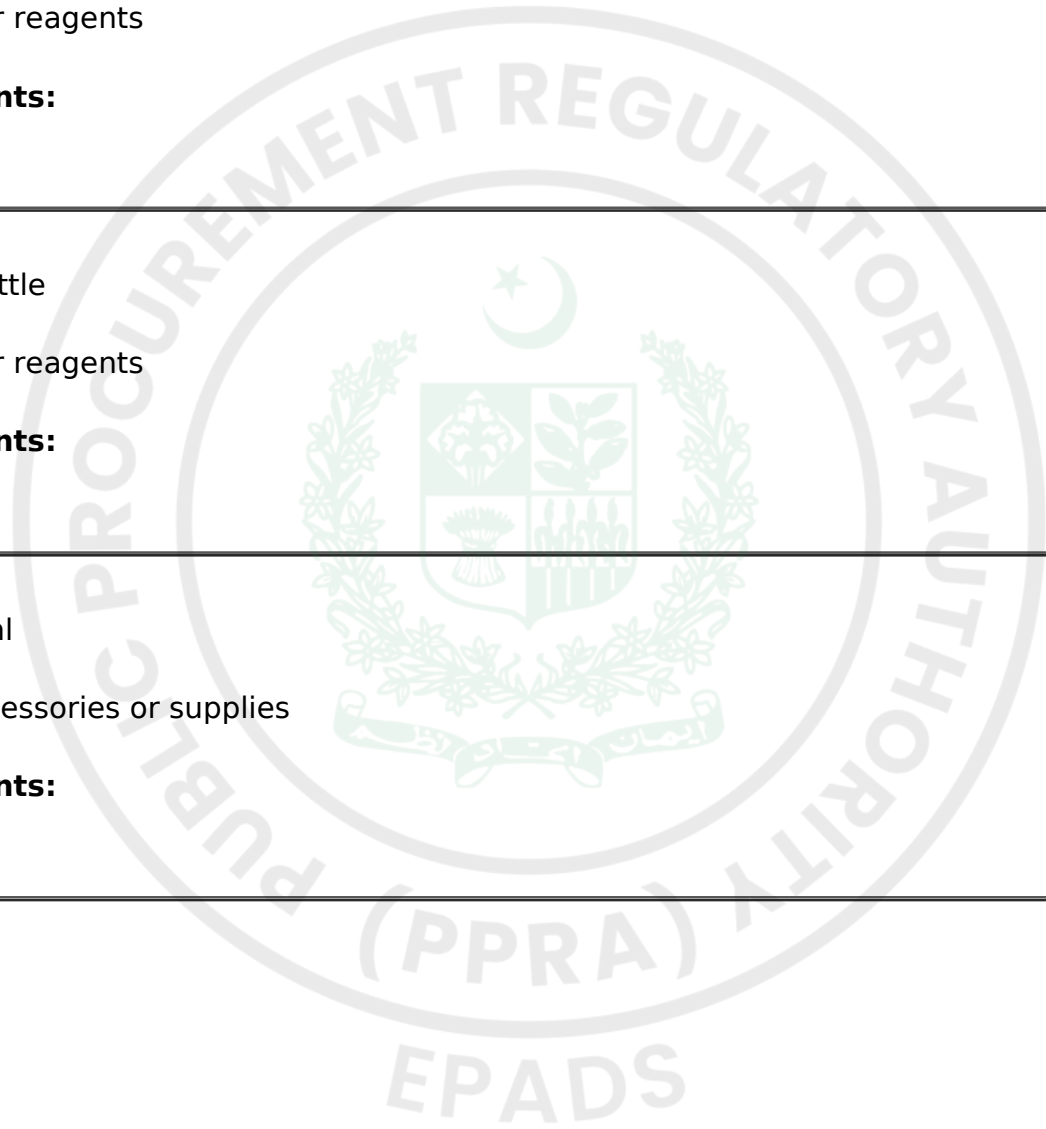 r reagents
nts:
ttle
r reagents
nts:
al
essories or supplies
nts:
PUBLIC PROCUREMENT REGULATORY AUTHORITY
(PPRA)
EPADS